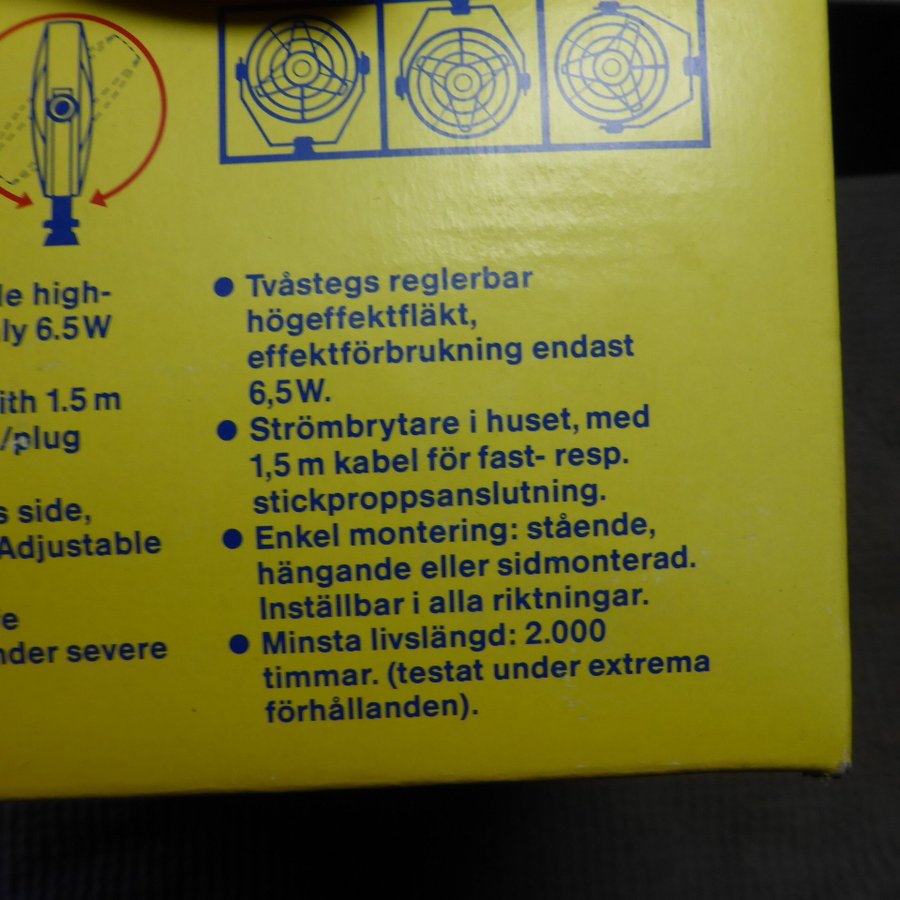 le high-
ly 6.5W
ith 1.5 m
/plug
s side,
Adjustable
e
nder severe
● Tvåstegs reglerbar
högeffektfläkt,
effektförbrukning endast
6,5W.
● Strömbrytare i huset, med
1,5 m kabel för fast- resp.
stickproppsanslutning.
● Enkel montering: stående,
hängande eller sidmonterad.
Inställbar i alla riktningar.
● Minsta livslängd: 2.000
timmar. (testat under extrema
förhållanden).